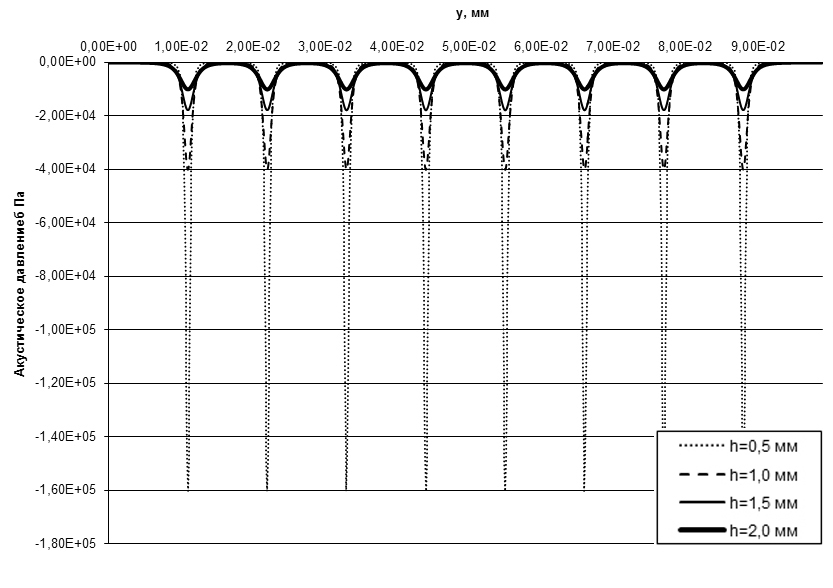 y, мм
0,00E+00 1,00E-02 2,00E-02 3,00E-02 4,00E-02 5,00E-02 6,00E-02 7,00E-02 8,00E-02 9,00E-02
0,00E+00
-2,00E+04
-4,00E+04
-6,00E+04
-8,00E+04
-1,00E+05
-1,20E+05
-1,40E+05
-1,60E+05
-1,80E+05
Акустическое давлениеб Па
h=0,5 мм
h=1,0 мм
h=1,5 мм
h=2,0 мм